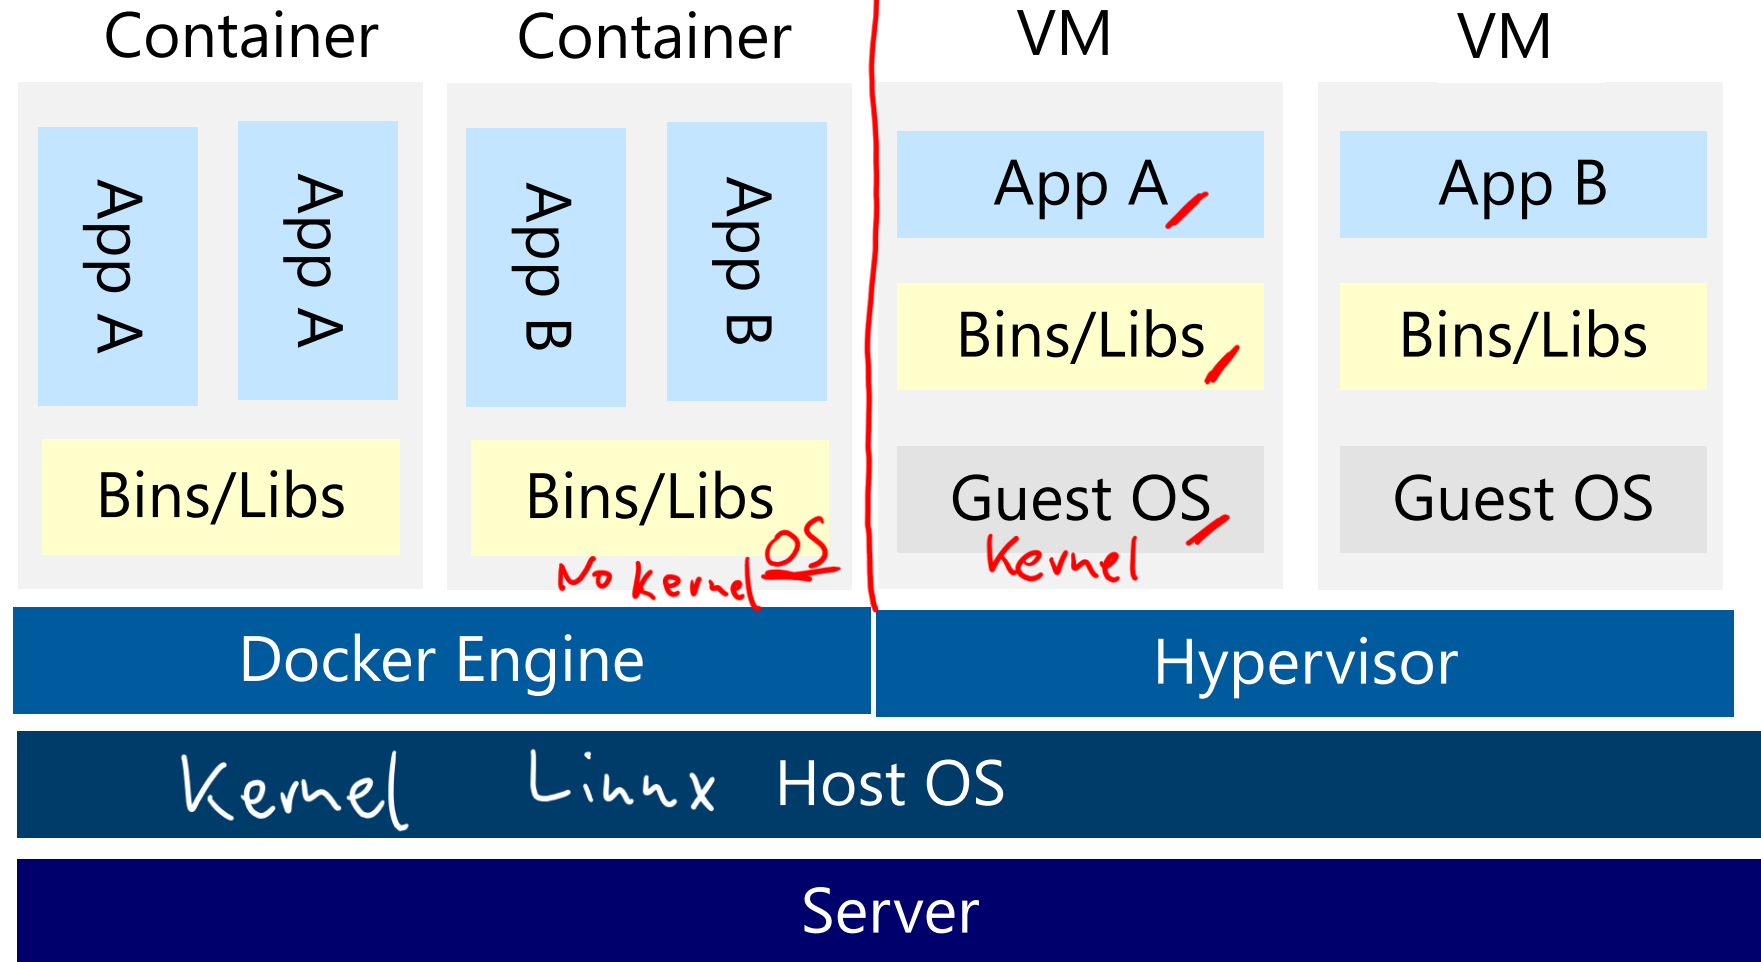 Container Container VM VM
App A App A App B App B App A App B
Bins/Libs Bins/Libs
Bins/Libs Bins/Libs Guest OS Guest OS
No kernel OS Kernel
Docker Engine Hypervisor
Kernel Linux Host OS
Server